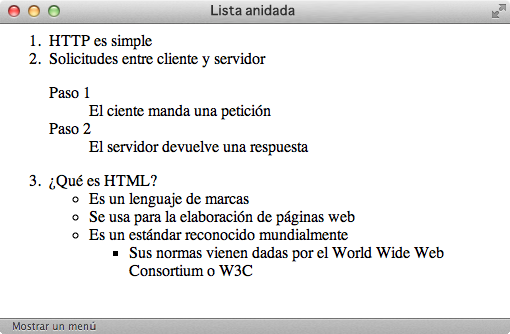 Lista anidada
1. HTTP es simple
2. Solicitudes entre cliente y servidor
Paso 1
El ciente manda una petición
Paso 2
El servidor devuelve una respuesta
3. ¿Qué es HTML?
Es un lenguaje de marcas
Se usa para la elaboración de páginas web
Es un estándar reconocido mundialmente
Sus normas vienen dadas por el World Wide Web
Consortium o W3C
Mostrar un menú